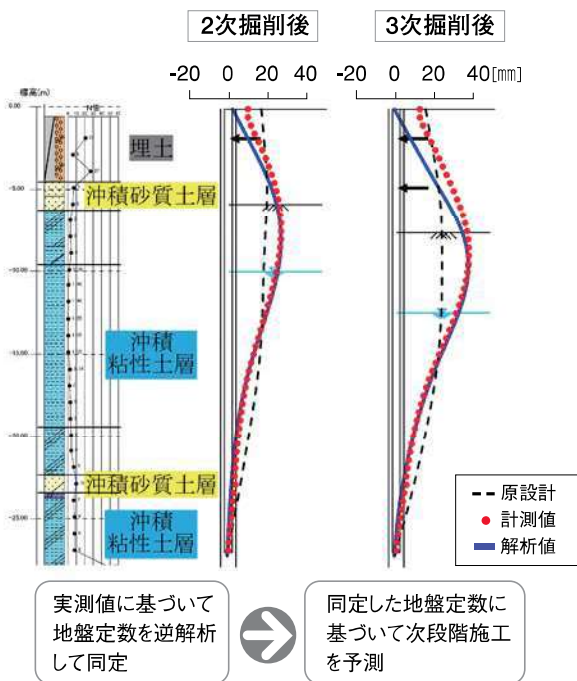 2次掘削後
3次掘削後
-20 0 20 40
-20 0 20 40[mm]
標高(m)
N値
0.00
埋土
-5.00
沖積砂質土層
-10.00
沖積
粘性土層
-15.00
-20.00
沖積砂質土層
沖積
粘性土層
-25.00
原設計
計測値
解析値
実測値に基づいて
地盤定数を逆解析
して同定
同定した地盤定数に
基づいて次段階施工
を予測